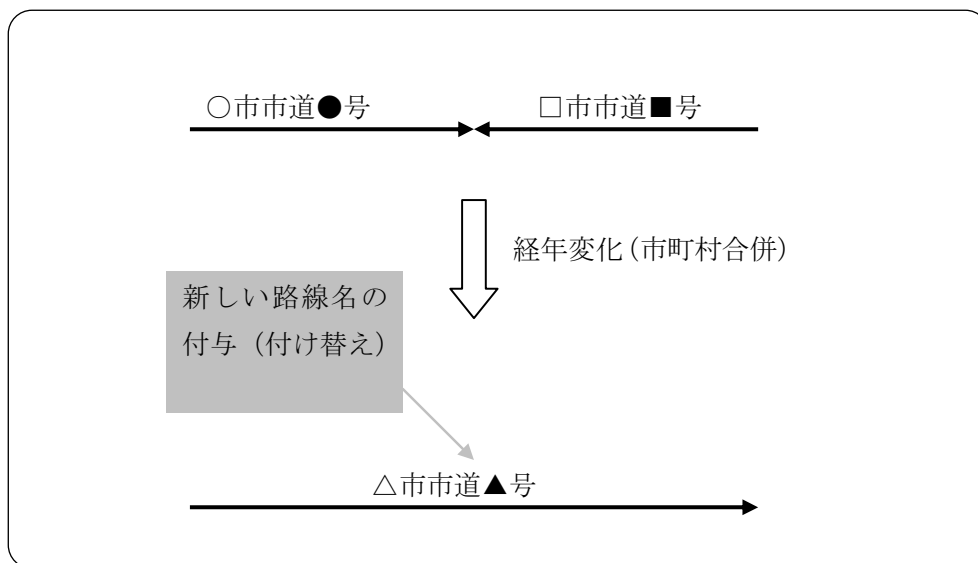 ○市市道●号
□市市道■号
経年変化(市町村合併)
新しい路線名の
付与（付け替え）
△市市道▲号